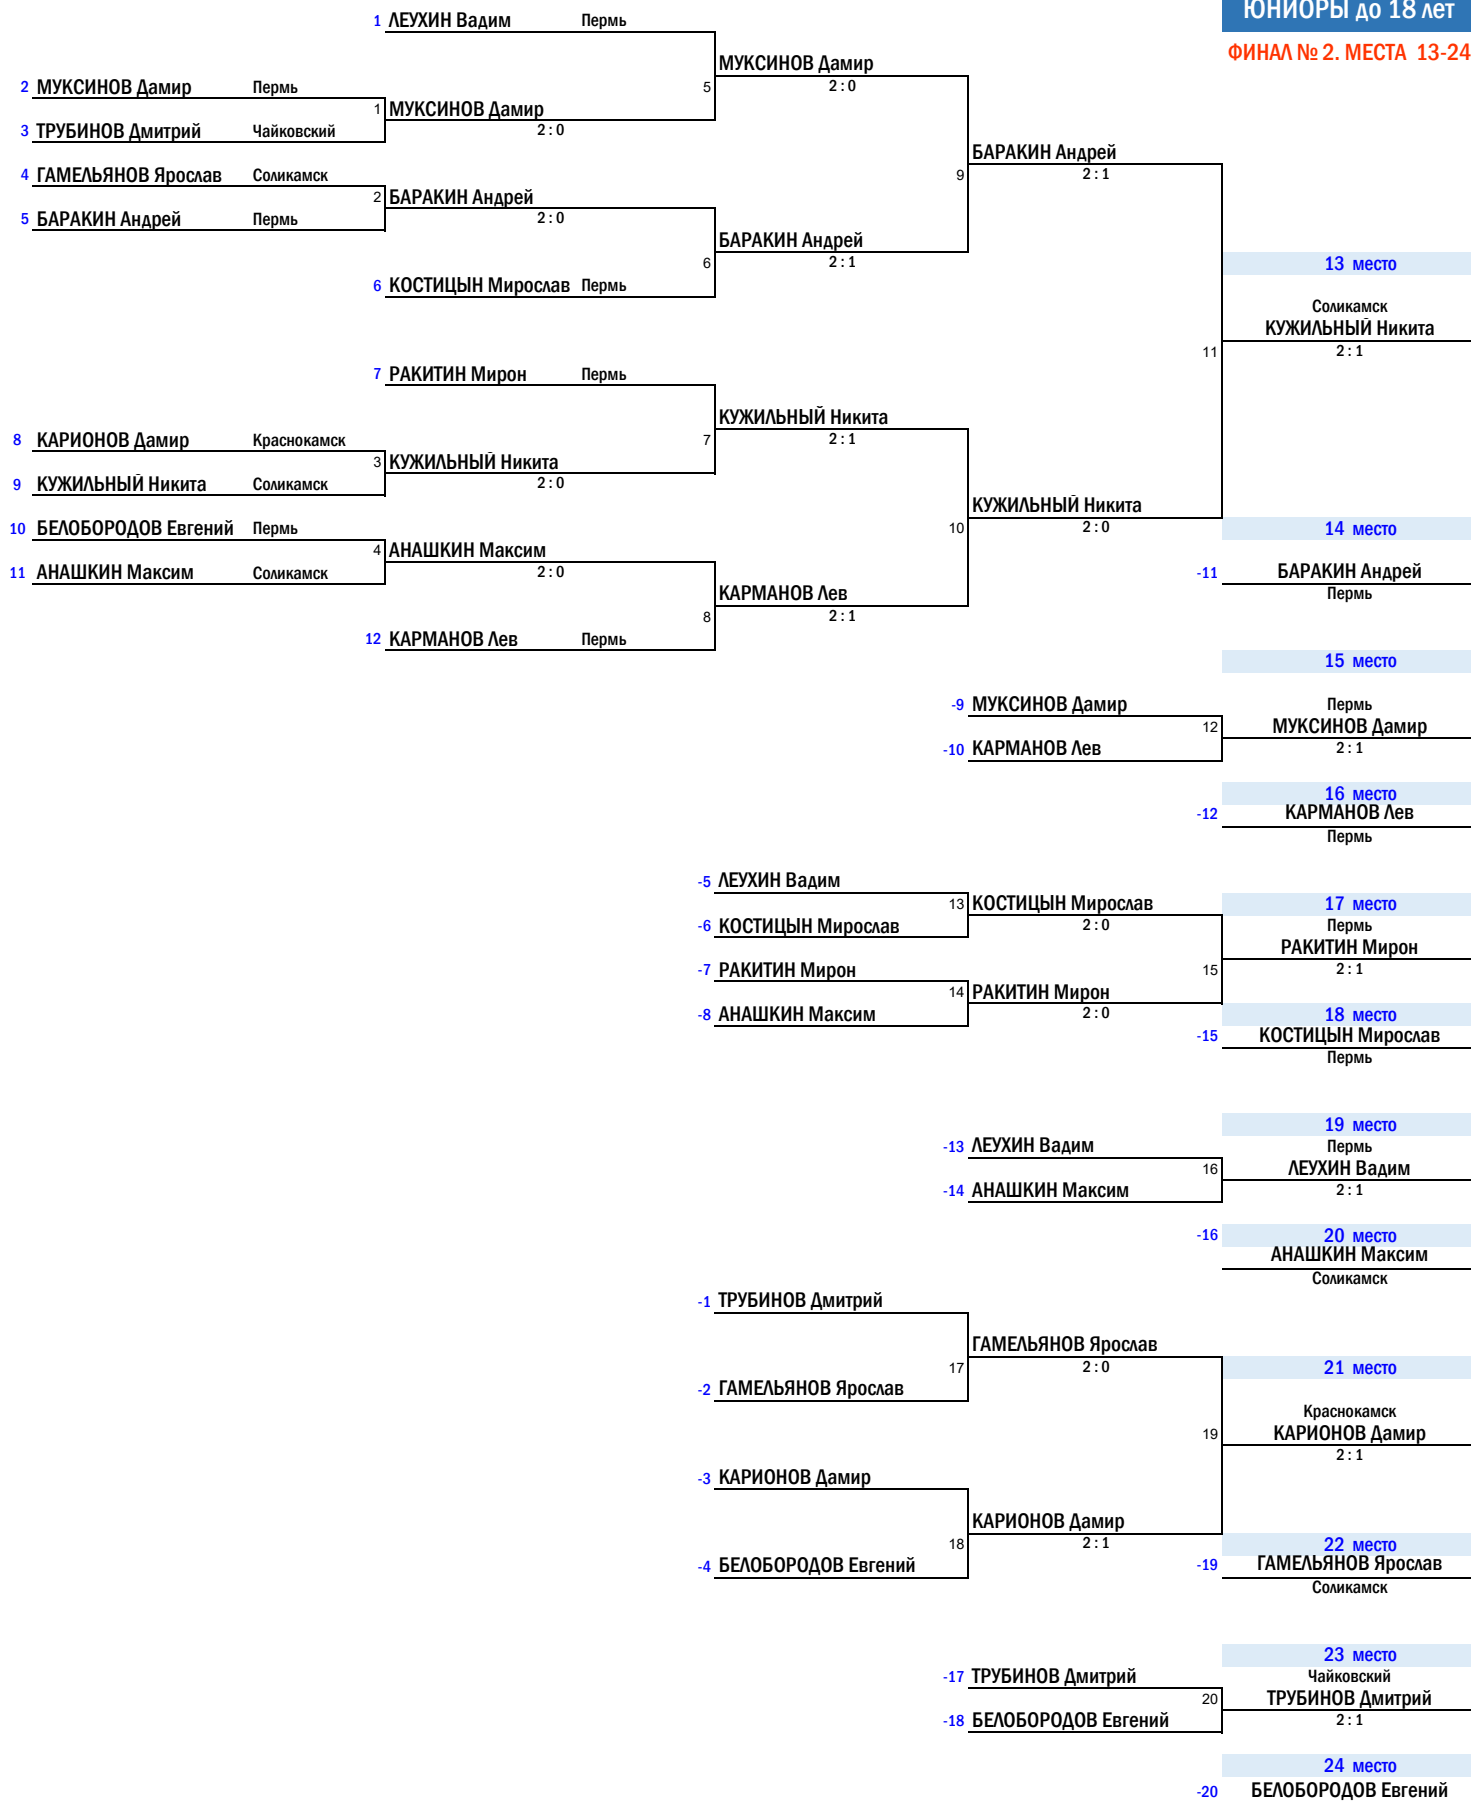 ЮНИОРЫ до 18 лет
1 ЛЕУХИН Вадим Пермь
ФИНАЛ № 2. МЕСТА 13-24
МУКСИНОВ Дамир
5 2 : 0
2 МУКСИНОВ Дамир Пермь
1 МУКСИНОВ Дамир
2 : 0
3 ТРУБИНОВ Дмитрий Чайковский
БАРАКИН Андрей
9 2 : 1
4 ГАМЕЛЬЯНОВ Ярослав Соликамск
2 БАРАКИН Андрей
2 : 0
5 БАРАКИН Андрей Пермь
БАРАКИН Андрей
6 2 : 1
13 место
6 КОСТИЦЫН Мирослав Пермь
Соликамск
КУЖИЛЬНЫЙ Никита
11 2 : 1
7 РАКИТИН Мирон Пермь
КУЖИЛЬНЫЙ Никита
7 2 : 1
8 КАРИОНОВ Дамир Краснокамск
3 КУЖИЛЬНЫЙ Никита
2 : 0
9 КУЖИЛЬНЫЙ Никита Соликамск
КУЖИЛЬНЫЙ Никита
10 2 : 0
10 БЕЛОБОРОДОВ Евгений Пермь
14 место
4 АНАШКИН Максим
2 : 0
11 АНАШКИН Максим Соликамск
-11 БАРАКИН Андрей
Пермь
КАРМАНОВ Лев
8 2 : 1
12 КАРМАНОВ Лев Пермь
15 место
-9 МУКСИНОВ Дамир Пермь
12 МУКСИНОВ Дамир
2 : 1
-10 КАРМАНОВ Лев
16 место
-12 КАРМАНОВ Лев
Пермь
-5 ЛЕУХИН Вадим
13 КОСТИЦЫН Мирослав 17 место
2 : 0 Пермь
-6 КОСТИЦЫН Мирослав
РАКИТИН Мирон
15 2 : 1
-7 РАКИТИН Мирон
14 РАКИТИН Мирон
2 : 0
-8 АНАШКИН Максим 18 место
-15 КОСТИЦЫН Мирослав
Пермь
19 место
-13 ЛЕУХИН Вадим Пермь
16 ЛЕУХИН Вадим
2 : 1
-14 АНАШКИН Максим
-16 20 место
АНАШКИН Максим
Соликамск
-1 ТРУБИНОВ Дмитрий
ГАМЕЛЬЯНОВ Ярослав
17 2 : 0 21 место
-2 ГАМЕЛЬЯНОВ Ярослав
Краснокамск
19 КАРИОНОВ Дамир
2 : 1
-3 КАРИОНОВ Дамир
КАРИОНОВ Дамир
18 2 : 1 22 место
-4 БЕЛОБОРОДОВ Евгений
-19 ГАМЕЛЬЯНОВ Ярослав
Соликамск
23 место
-17 ТРУБИНОВ Дмитрий Чайковский
20 ТРУБИНОВ Дмитрий
2 : 1
-18 БЕЛОБОРОДОВ Евгений
24 место
-20 БЕЛОБОРОДОВ Евгений